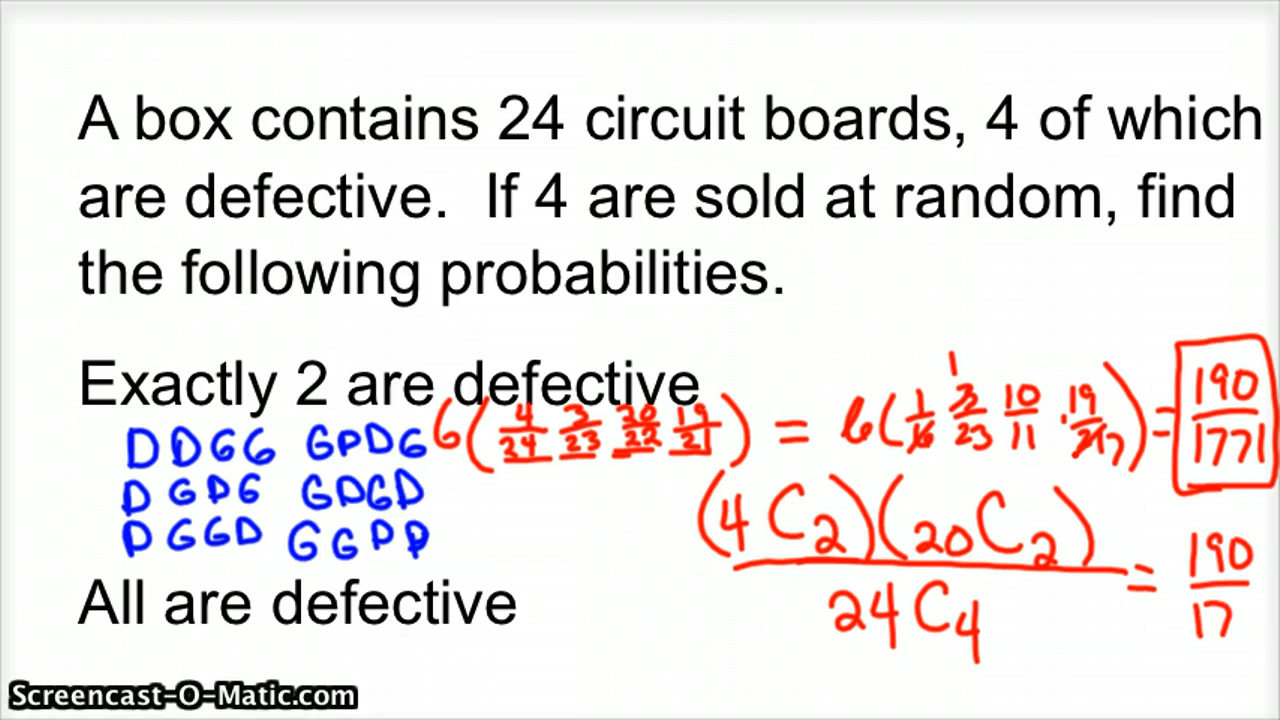 A box contains 24 circuit boards, 4 of which
are defective. If 4 are sold at random, find
the following probabilities.
Exactly 2 are defective
6(4/24 3/23 20/22 19/21) = 6(1/6 3/23 10/11 · 19/217) = 190/1771
DDGG GDDG
DGDG GDGD
DGGD GGDD
(4C2)(20C2)/24C4 = 190/17
All are defective
Screencast-O-Matic.com